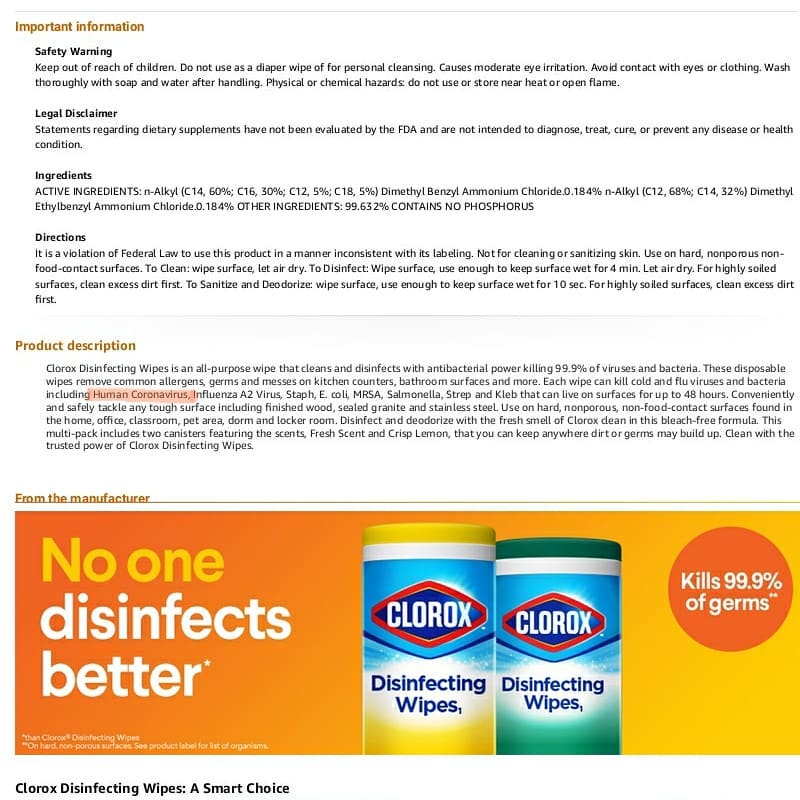 Important information
Safety Warning
Keep out of reach of children. Do not use as a diaper wipe of for personal cleansing. Causes moderate eye irritation. Avoid contact with eyes or clothing. Wash
thoroughly with soap and water after handling. Physical or chemical hazards: do not use or store near heat or open flame.
Legal Disclaimer
Statements regarding dietary supplements have not been evaluated by the FDA and are not intended to diagnose, treat, cure, or prevent any disease or health
condition.
Ingredients
ACTIVE INGREDIENTS: n-Alkyl (C14, 60%; C16, 30%; C12, 5%; C18, 5%) Dimethyl Benzyl Ammonium Chloride.0.184% n-Alkyl (C12, 68%; C14, 32%) Dimethyl
Ethylbenzyl Ammonium Chloride.0.184% OTHER INGREDIENTS: 99.632% CONTAINS NO PHOSPHORUS
Directions
It is a violation of Federal Law to use this product in a manner inconsistent with its labeling. Not for cleaning or sanitizing skin. Use on hard, nonporous non-
food-contact surfaces. To Clean: wipe surface, let air dry. To Disinfect: Wipe surface, use enough to keep surface wet for 4 min. Let air dry. For highly soiled
surfaces, clean excess dirt first. To Sanitize and Deodorize: wipe surface, use enough to keep surface wet for 10 sec. For highly soiled surfaces, clean excess dirt
first.
Product description
Clorox Disinfecting Wipes is an all-purpose wipe that cleans and disinfects with antibacterial power killing 99.9% of viruses and bacteria. These disposable
wipes remove common allergens, germs and messes on kitchen counters, bathroom surfaces and more. Each wipe can kill cold and flu viruses and bacteria
including Human Coronavirus, Influenza A2 Virus, Staph, E. coli, MRSA, Salmonella, Strep and Kleb that can live on surfaces for up to 48 hours. Conveniently
and safely tackle any tough surface including finished wood, sealed granite and stainless steel. Use on hard, nonporous, non-food-contact surfaces found in
the home, office, classroom, pet area, dorm and locker room. Disinfect and deodorize with the fresh smell of Clorox clean in this bleach-free formula. This
multi-pack includes two canisters featuring the scents, Fresh Scent and Crisp Lemon, that you can keep anywhere dirt or germs may build up. Clean with the
trusted power of Clorox Disinfecting Wipes.
From the manufacturer
No one
disinfects
better*
*than Clorox® Disinfecting Wipes
**On hard, non-porous surfaces. See product label for list of organisms.
CLOROX
Disinfecting
Wipes,
CLOROX
Disinfecting
Wipes,
Kills 99.9%
of germs**
Clorox Disinfecting Wipes: A Smart Choice